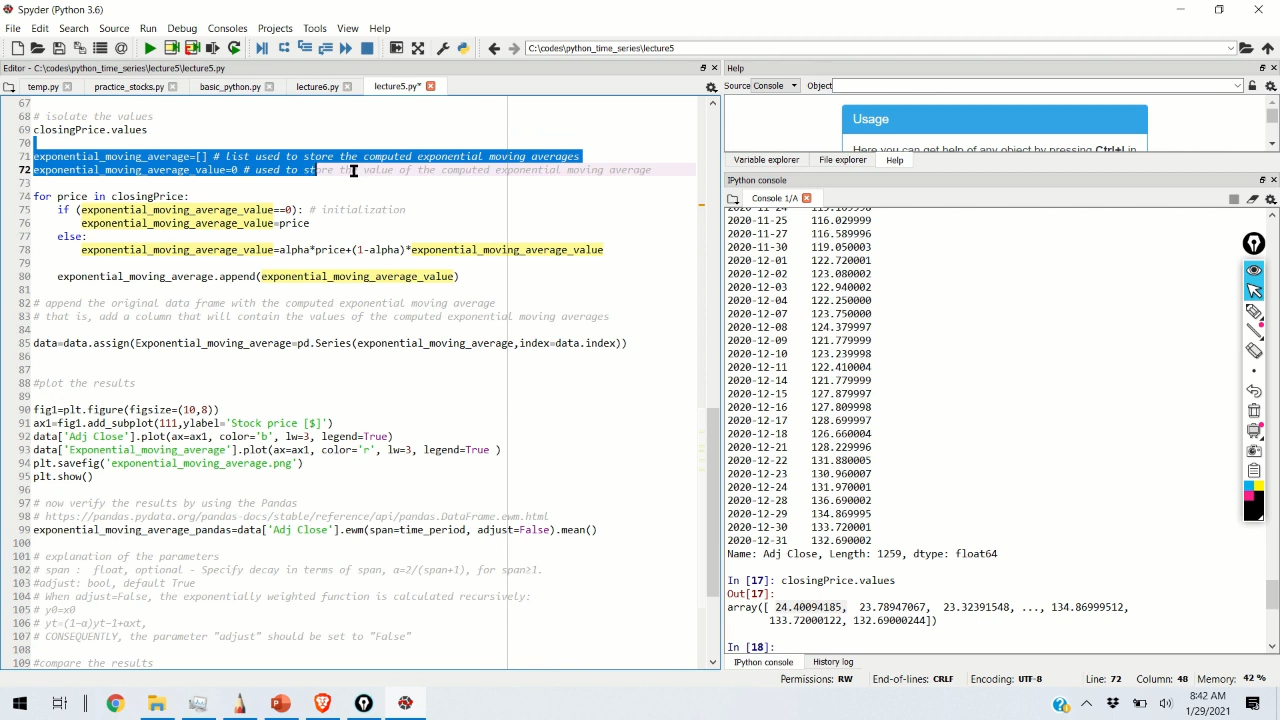 Spyder (Python 3.6)
File Edit Search Source Run Debug Consoles Projects Tools View Help
C:\codes\python_time_series\lecture5
Editor - C:\codes\python_time_series\lecture5\lecture5.py
temp.py practice_stocks.py basic_python.py lecture6.py lecture5.py*
67
68 # isolate the values
69 closingPrice.values
70
71 exponential_moving_average=[] # list used to store the computed exponential moving averages
72 exponential_moving_average_value=0 # used to store the value of the computed exponential moving average
73
74 for price in closingPrice:
75 if (exponential_moving_average_value==0): # initialization
76 exponential_moving_average_value=price
77 else:
78 exponential_moving_average_value=alpha*price+(1-alpha)*exponential_moving_average_value
79
80 exponential_moving_average.append(exponential_moving_average_value)
81
82 # append the original data frame with the computed exponential moving average
83 # that is, add a column that will contain the values of the computed exponential moving averages
84
85 data=data.assign(Exponential_moving_average=pd.Series(exponential_moving_average,index=data.index))
86
87
88 #plot the results
89
90 fig1=plt.figure(figsize=(10,8))
91 ax1=fig1.add_subplot(111,ylabel='Stock price [$]')
92 data['Adj Close'].plot(ax=ax1, color='b', lw=3, legend=True)
93 data['Exponential_moving_average'].plot(ax=ax1, color='r', lw=3, legend=True )
94 plt.savefig('exponential_moving_average.png')
95 plt.show()
96
97 # now verify the results by using the Pandas
98 # https://pandas.pydata.org/pandas-docs/stable/reference/api/pandas.DataFrame.ewm.html
99 exponential_moving_average_pandas=data['Adj Close'].ewm(span=time_period, adjust=False).mean()
100
101 # explanation of the parameters
102 # span : float, optional - Specify decay in terms of span, α=2/(span+1), for span≥1.
103 #adjust: bool, default True
104 # When adjust=False, the exponentially weighted function is calculated recursively:
105 # y0=x0
106 # yt=(1−α)yt−1+αxt,
107 # CONSEQUENTLY, the parameter "adjust" should be set to "False"
108
109 #compare the results
Help
Source Console Object
Usage
Here you can get help of any object by pressing Ctrl+I in
Variable explorer File explorer Help
IPython console
Console 1/A
2020-11-25 116.029999
2020-11-27 116.589996
2020-11-30 119.050003
2020-12-01 122.720001
2020-12-02 123.080002
2020-12-03 122.940002
2020-12-04 122.250000
2020-12-07 123.750000
2020-12-08 124.379997
2020-12-09 121.779999
2020-12-10 123.239998
2020-12-11 122.410004
2020-12-14 121.779999
2020-12-15 127.879997
2020-12-16 127.809998
2020-12-17 128.699997
2020-12-18 126.660004
2020-12-21 128.229996
2020-12-22 131.880005
2020-12-23 130.960007
2020-12-24 131.970001
2020-12-28 136.690002
2020-12-29 134.869995
2020-12-30 133.720001
2020-12-31 132.690002
Name: Adj Close, Length: 1259, dtype: float64
In [17]: closingPrice.values
Out[17]:
array([ 24.40094185, 23.78947067, 23.32391548, ..., 134.86999512,
133.72000122, 132.69000244])
In [18]:
IPython console History log
Permissions: RW End-of-lines: CRLF Encoding: UTF-8 Line: 72 Column: 48 Memory: 42 %
8:42 AM
1/29/2021